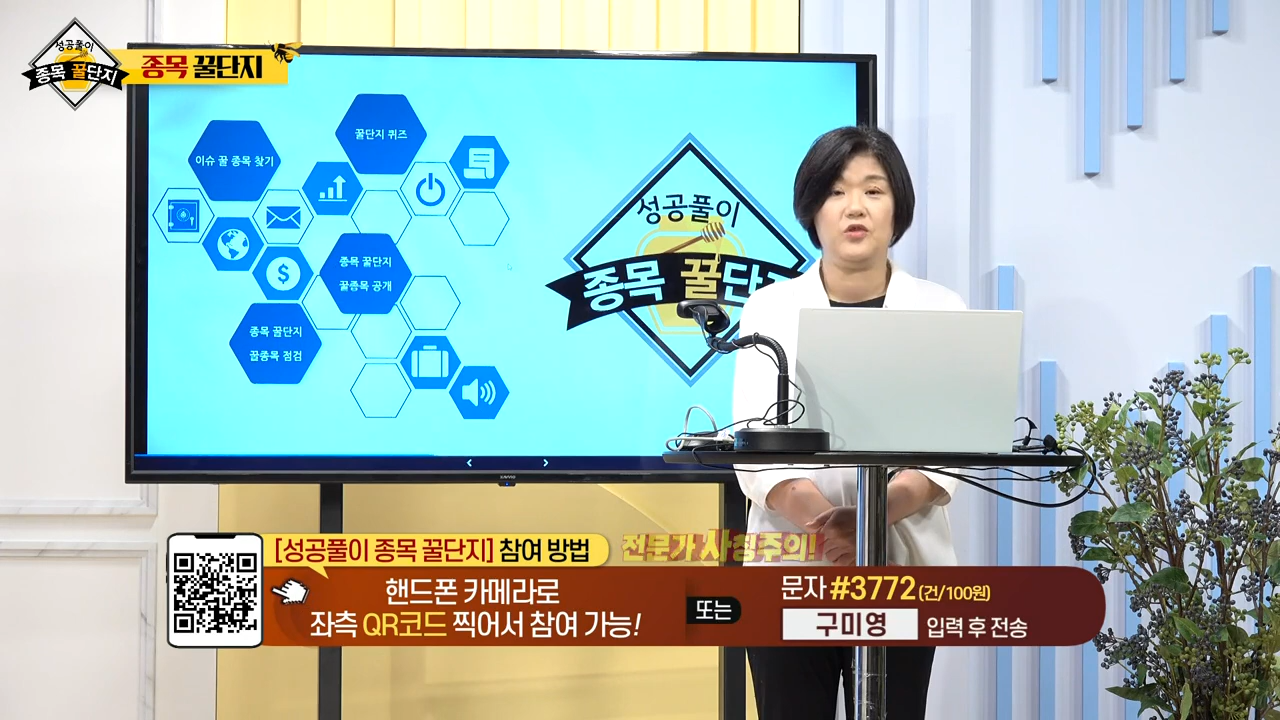 성공풀이
종목 꿀단지
종목 꿀단지
꿀단지 퀴즈
이슈 꿀 종목 찾기
종목 꿀단지
꿀종목 공개
종목 꿀단지
꿀종목 점검
성공풀이
종목 꿀단
[성공풀이 종목 꿀단지] 참여 방법
전문가 사칭주의!
핸드폰 카메라로
좌측 QR코드 찍어서 참여 가능!
또는
문자 #3772 (건/100원)
구미영 입력 후 전송